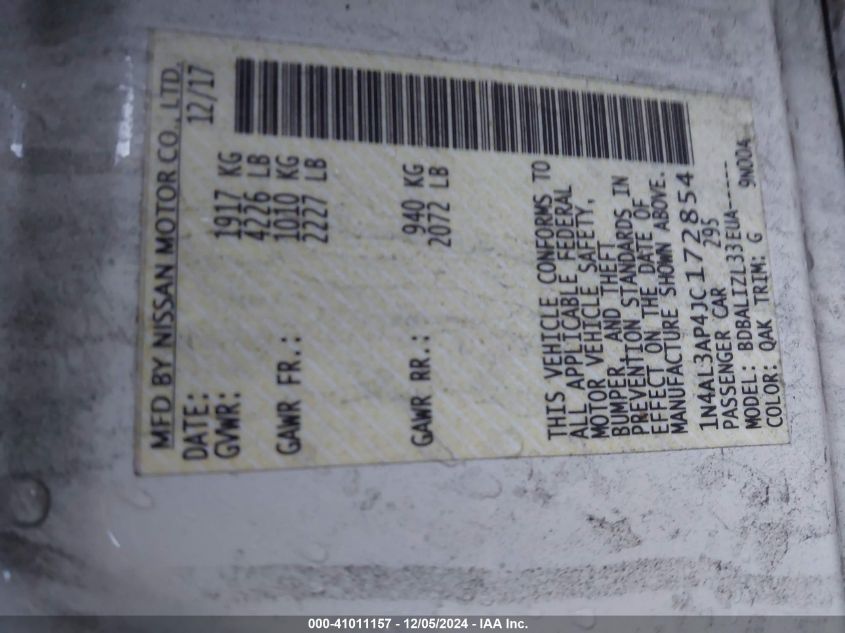 MFD BY NISSAN MOTOR CO., LTD.
DATE: 12/17
GVWR: 1917 KG
4226 LB
GAWR FR.: 1010 KG
2227 LB
GAWR RR.: 940 KG
2072 LB
THIS VEHICLE CONFORMS TO
ALL APPLICABLE FEDERAL
MOTOR VEHICLE SAFETY,
BUMPER AND THEFT
PREVENTION STANDARDS IN
EFFECT ON THE DATE OF
MANUFACTURE SHOWN ABOVE.
1N4AL3AP4JC172854
PASSENGER CAR 295
MODEL: BDBALIZL33EUA-----
COLOR: QAK TRIM: G 9ND0A
000-41011157 - 12/05/2024 - IAA Inc.